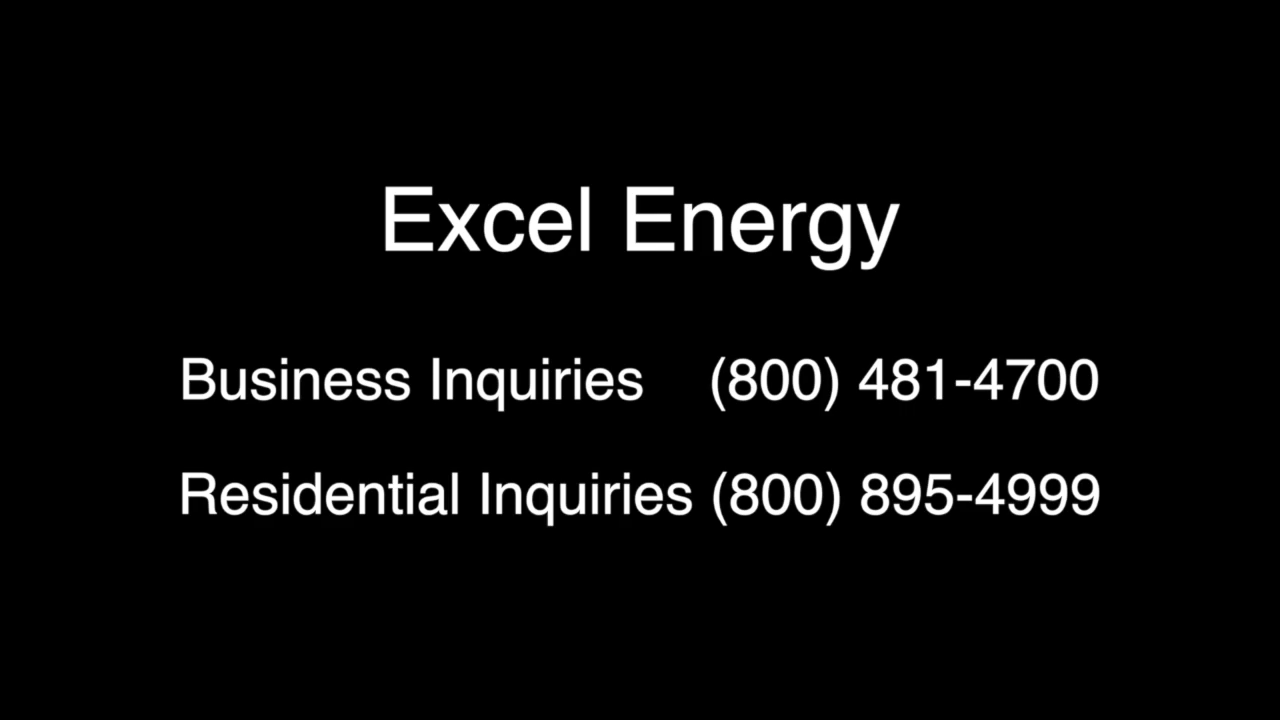 Excel Energy
Business Inquiries (800) 481-4700
Residential Inquiries (800) 895-4999